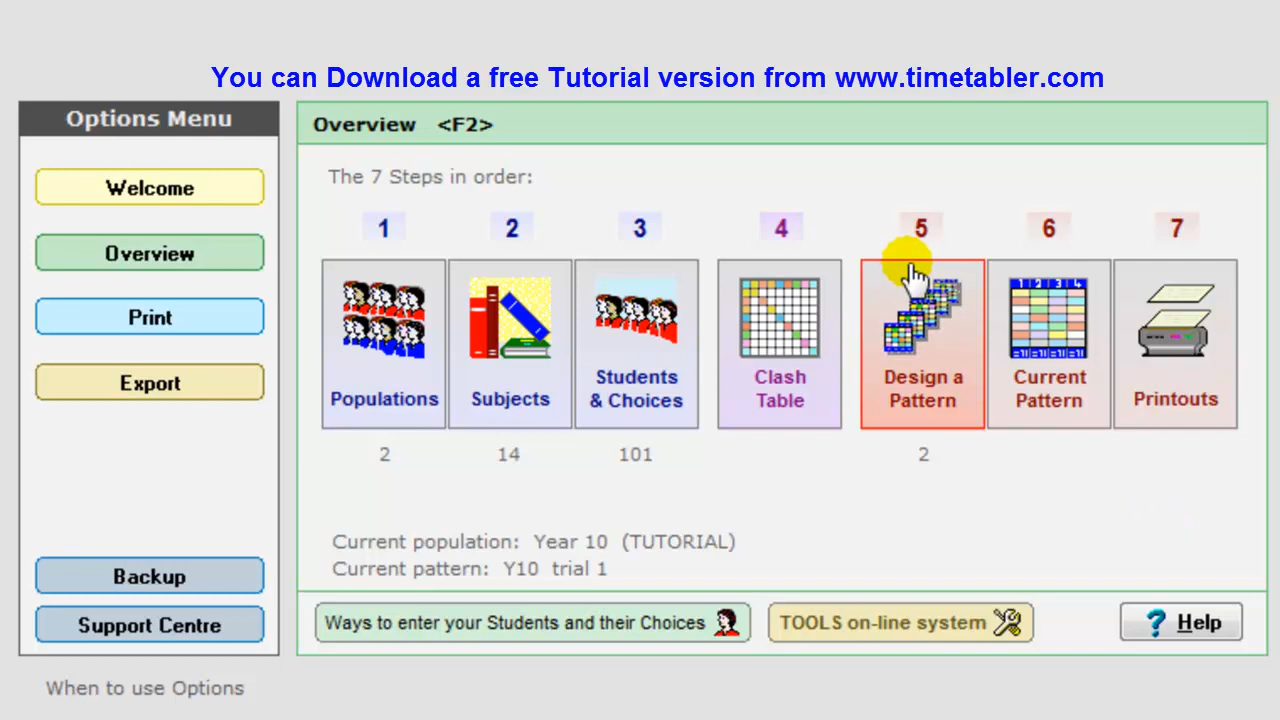 You can Download a free Tutorial version from www.timetabler.com
Options Menu
Welcome
Overview
Print
Export
Backup
Support Centre
When to use Options
Overview <F2>
The 7 Steps in order:
1 2 3 4 5 6 7
Populations
Subjects
Students
& Choices
Clash
Table
Design a
Pattern
Current
Pattern
Printouts
2 14 101 2
Current population: Year 10 (TUTORIAL)
Current pattern: Y10 trial 1
Ways to enter your Students and their Choices
TOOLS on-line system
? Help